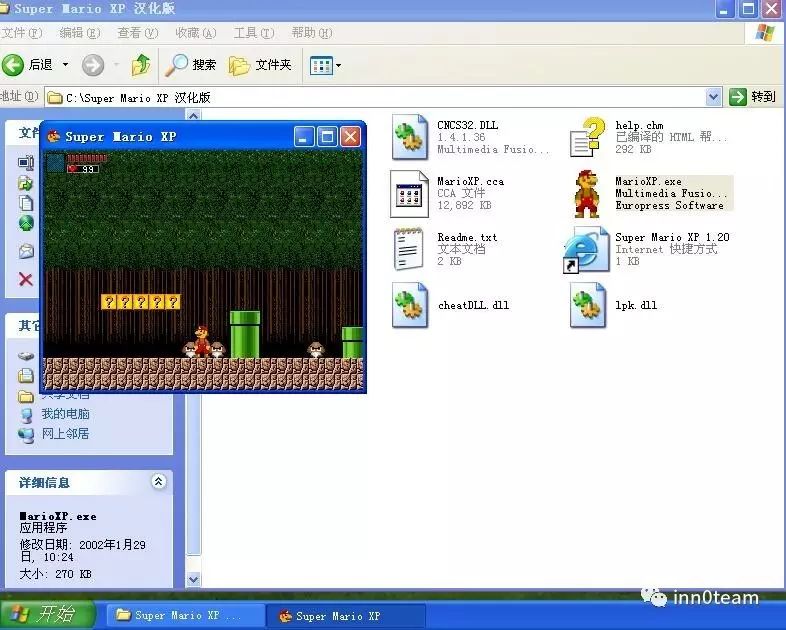 Super Mario XP 汉化版
文件(F) 编辑(E) 查看(V) 收藏(A) 工具(T) 帮助(H)
后退 搜索 文件夹
地址(D) C:\Super Mario XP 汉化版 转到
文件
Super Mario XP
99
其它
共享文档
我的电脑
网上邻居
详细信息
MarioXP.exe
应用程序
修改日期: 2002年1月29
日, 10:24
大小: 270 KB
CNCS32.DLL
1.4.1.36
Multimedia Fusio...
help.chm
已编译的 HTML 帮...
292 KB
MarioXP.cca
CCA 文件
12,892 KB
MarioXP.exe
Multimedia Fusio...
Europress Software
Readme.txt
文本文档
2 KB
Super Mario XP 1.20
Internet 快捷方式
1 KB
cheatDLL.dll
lpk.dll
inn0team
开始 Super Mario XP ... Super Mario XP